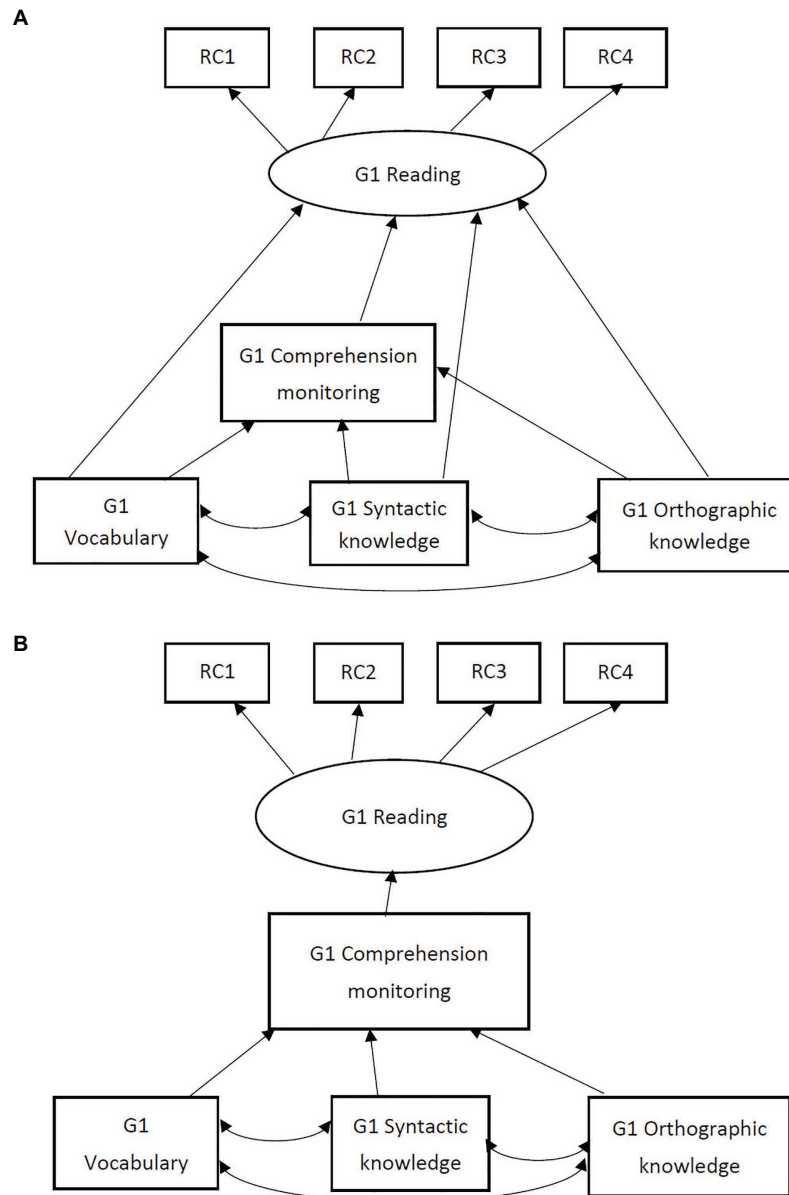 A
RC1
RC2
RC3
RC4
G1 Reading
G1 Comprehension
monitoring
G1
Vocabulary
G1 Syntactic
knowledge
G1 Orthographic
knowledge
B
RC1
RC2
RC3
RC4
G1 Reading
G1 Comprehension
monitoring
G1
Vocabulary
G1 Syntactic
knowledge
G1 Orthographic
knowledge